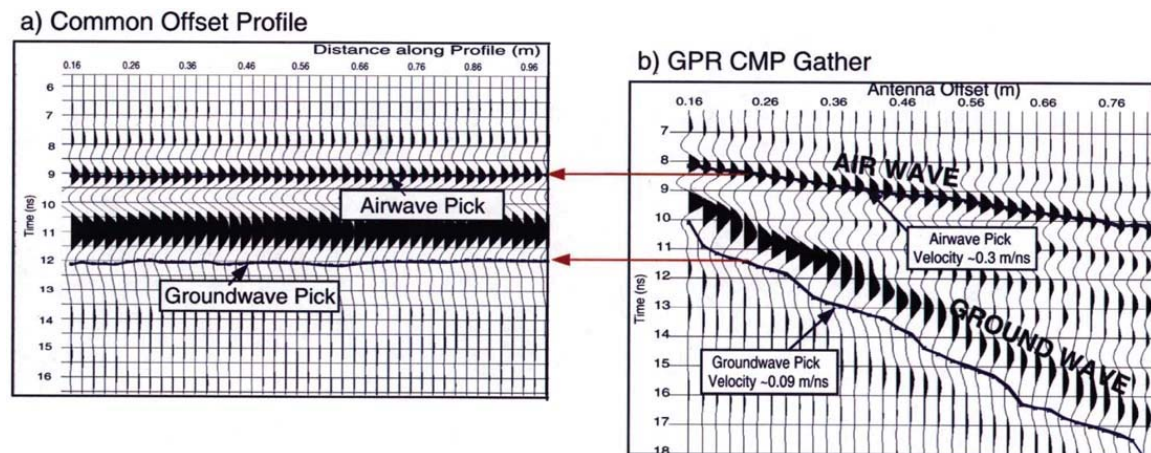 a) Common Offset Profile
Distance along Profile (m)
0.16 0.26 0.36 0.46 0.66 0.76 0.86 0.96
6
7
8
9
10
11
12
13
14
15
16
Time (ns)
Airwave Pick
Groundwave Pick
b) GPR CMP Gather
Antenna Offset (m)
0.16 0.26 0.36 0.46 0.56 0.66 0.76
7
8
9
10
11
12
13
14
15
16
17
18
Time (ns)
AIR WAVE
Airwave Pick
Velocity ~0.3 m/ns
GROUND WAVE
Groundwave Pick
Velocity ~0.09 m/ns